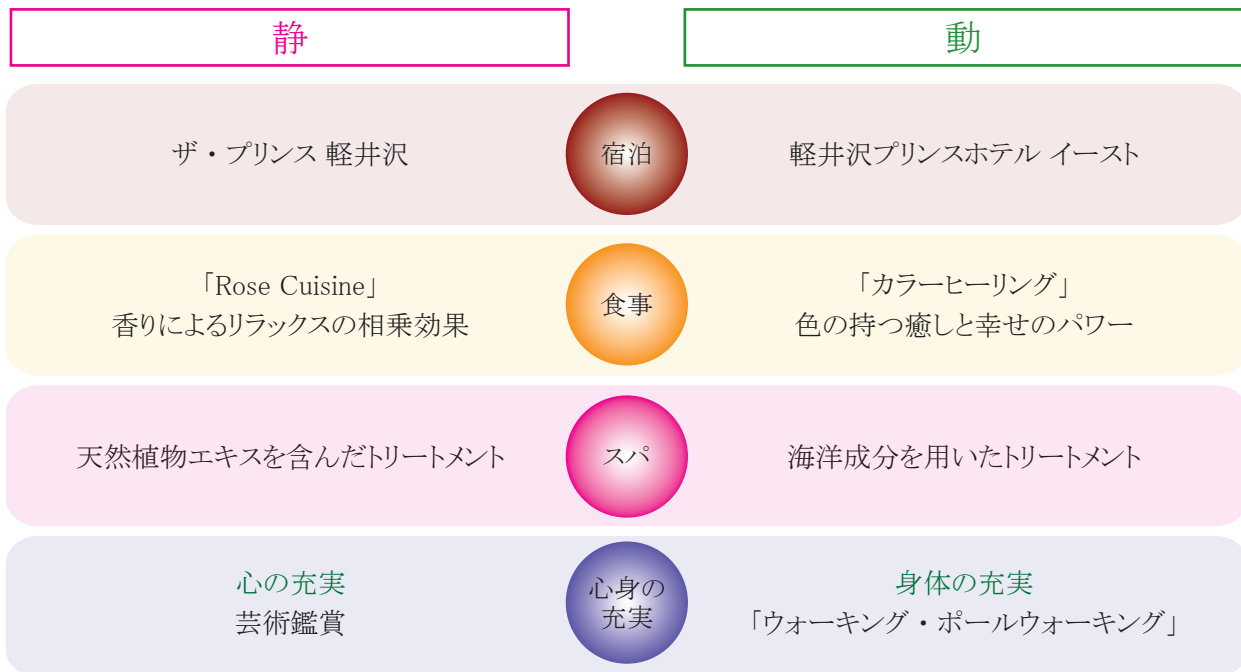 静
動
ザ・プリンス 軽井沢
宿泊
軽井沢プリンスホテル イースト
「Rose Cuisine」
香りによるリラックスの相乗効果
食事
「カラーヒーリング」
色の持つ癒しと幸せのパワー
天然植物エキスを含んだトリートメント
スパ
海洋成分を用いたトリートメント
心の充実
芸術鑑賞
心身の
充実
身体の充実
「ウォーキング・ポールウォーキング」